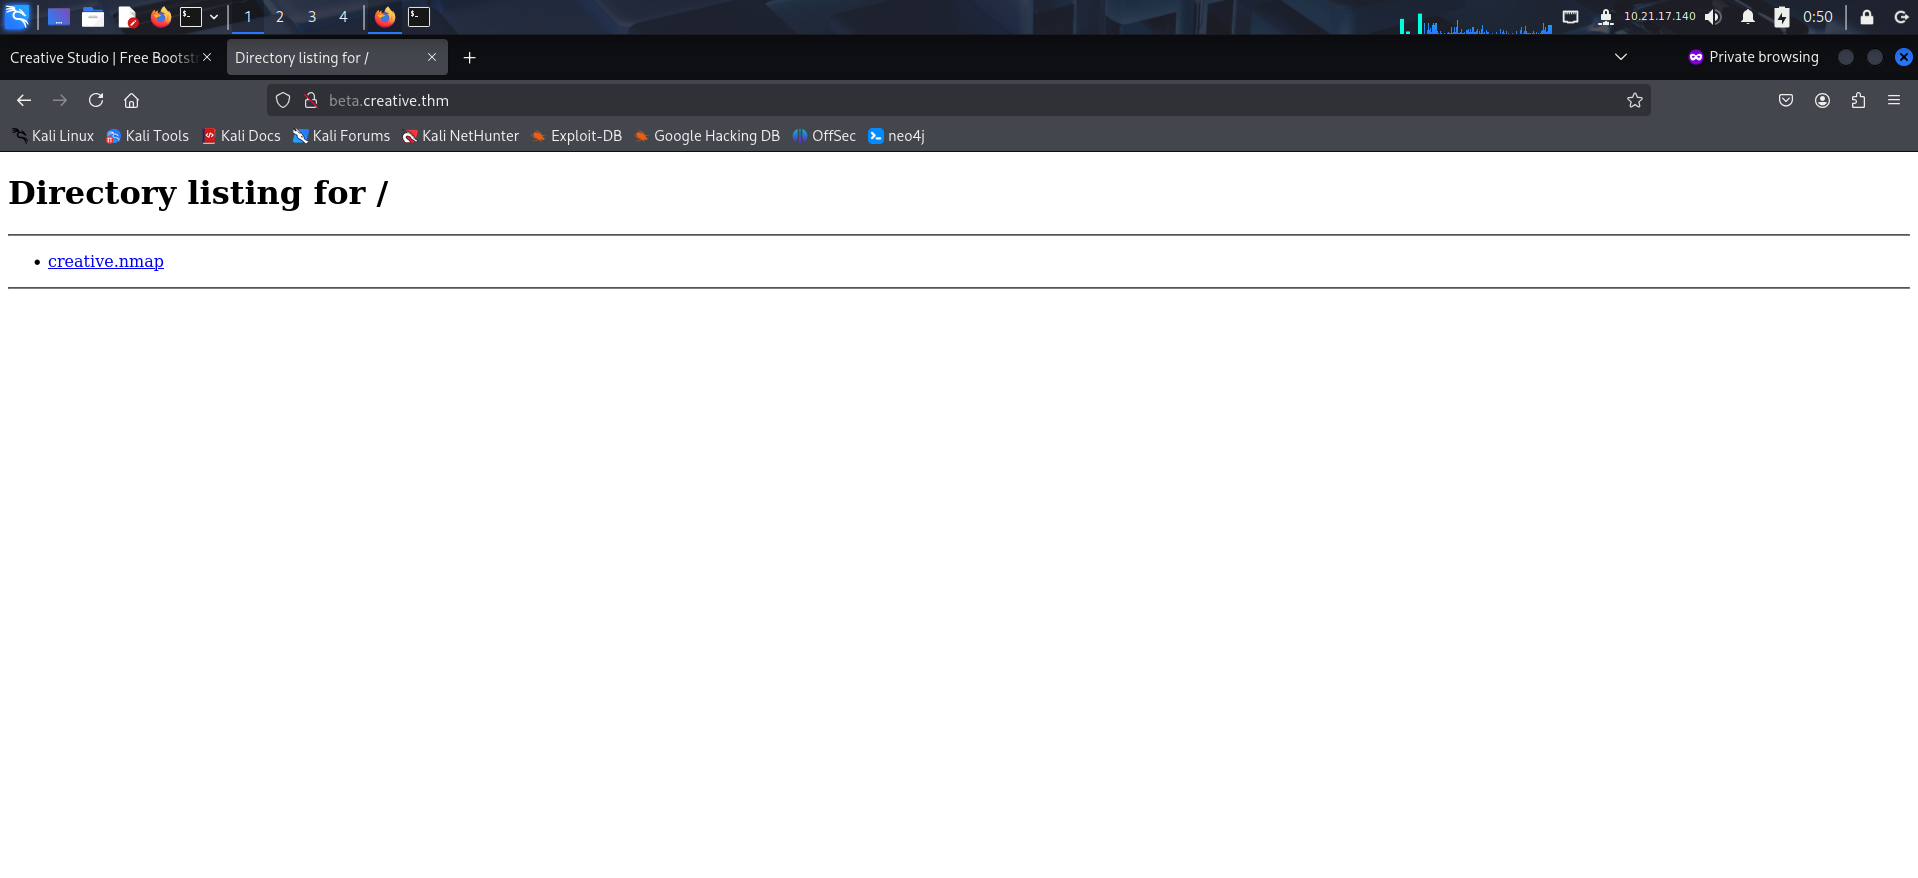 1 2 3 4 10.21.17.140 0:50
Creative Studio | Free Bootstr Directory listing for / Private browsing
beta.creative.thm
Kali Linux Kali Tools Kali Docs Kali Forums Kali NetHunter Exploit-DB Google Hacking DB OffSec neo4j
Directory listing for /
creative.nmap